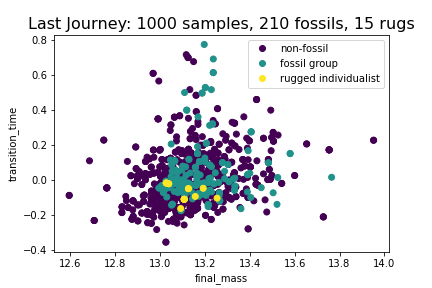 Last Journey: 1000 samples, 210 fossils, 15 rugs
0.8
0.6
0.4
0.2
0.0
−0.2
−0.4
transition_time
non-fossil
fossil group
rugged individualist
12.6 12.8 13.0 13.2 13.4 13.6 13.8 14.0
final_mass